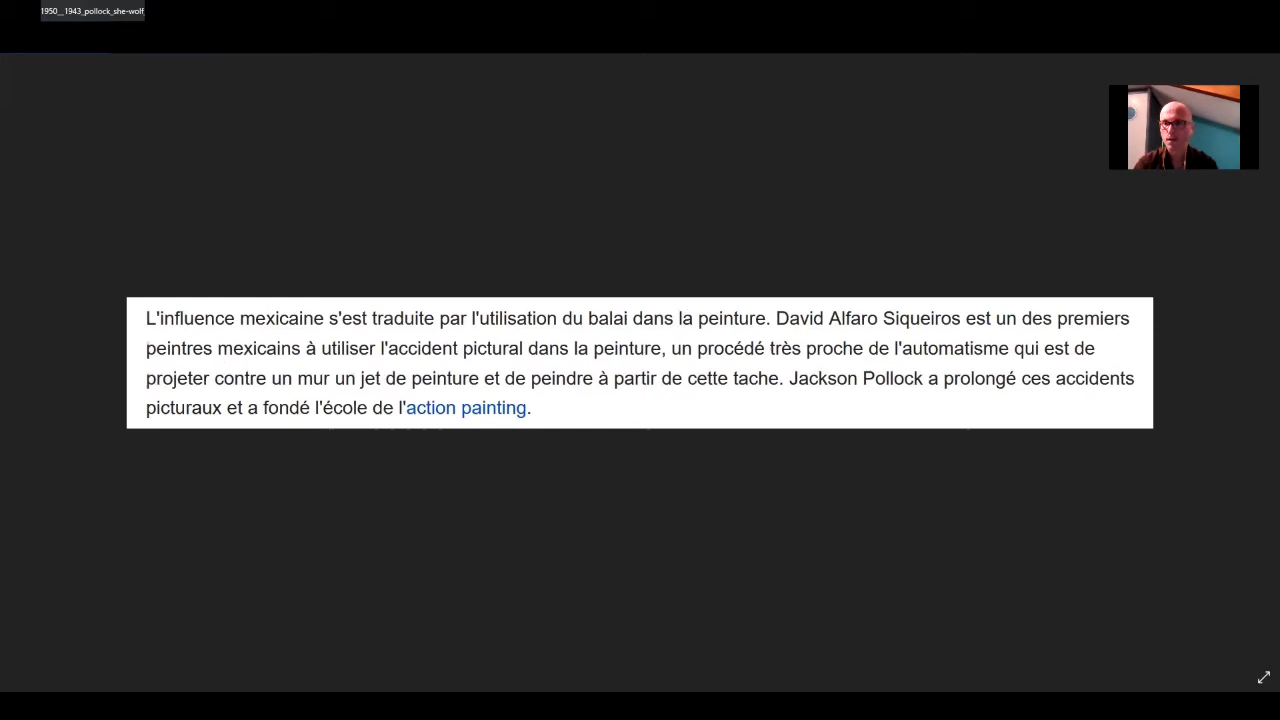 1950__1943_pollock_she-wolf
L'influence mexicaine s'est traduite par l'utilisation du balai dans la peinture. David Alfaro Siqueiros est un des premiers
peintres mexicains à utiliser l'accident pictural dans la peinture, un procédé très proche de l'automatisme qui est de
projeter contre un mur un jet de peinture et de peindre à partir de cette tache. Jackson Pollock a prolongé ces accidents
picturaux et a fondé l'école de l'action painting.